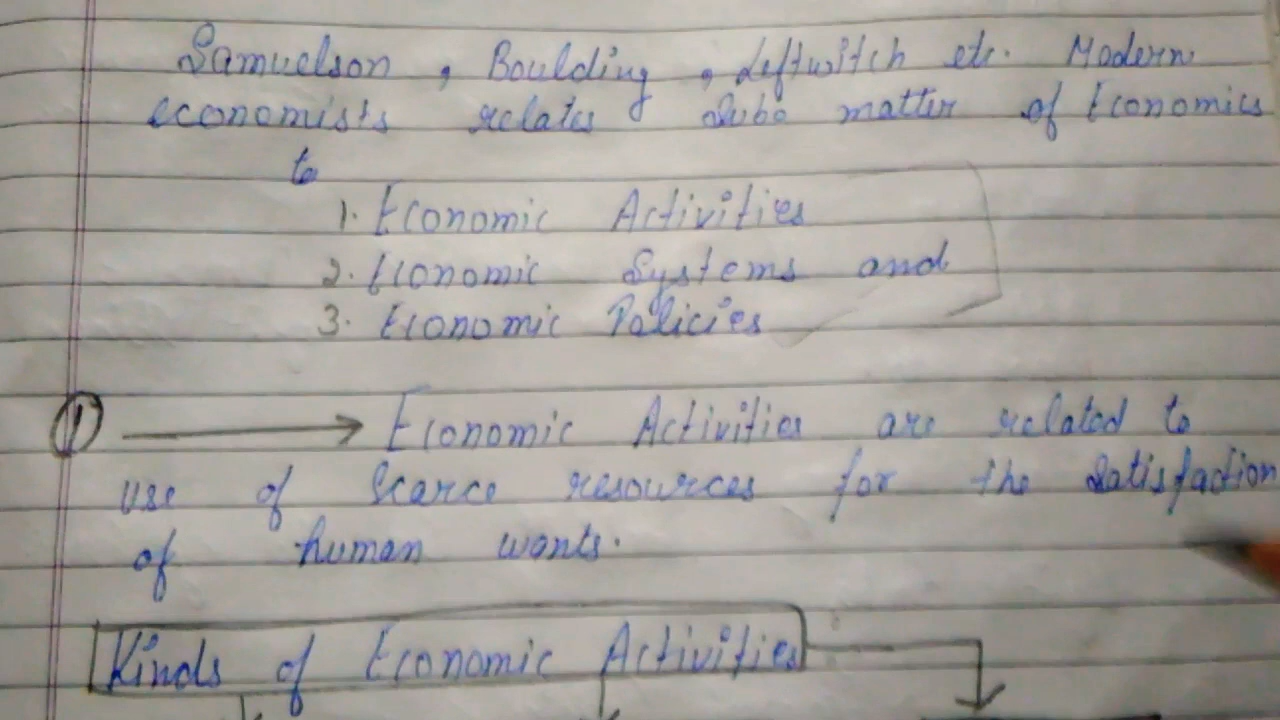 Samuelson, Boulding, Leftwitch etc. Modern
economists relates subj matter of Economics
to
1. Economic Activities
2. Economic Systems and
3. Economic Policies
① → Economic Activities are related to
use of Scarce resources for the satisfaction
of human wants.
Kinds of Economic Activities